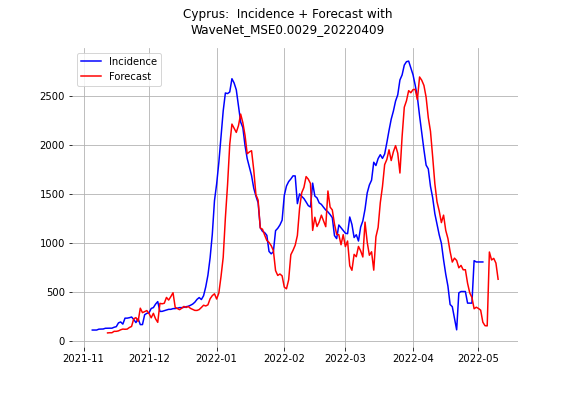 Cyprus:  Incidence + Forecast with
WaveNet_MSE0.0029_20220409
Incidence
Forecast
2500
2000
1500
1000
500
0
2021-11 2021-12 2022-01 2022-02 2022-03 2022-04 2022-05